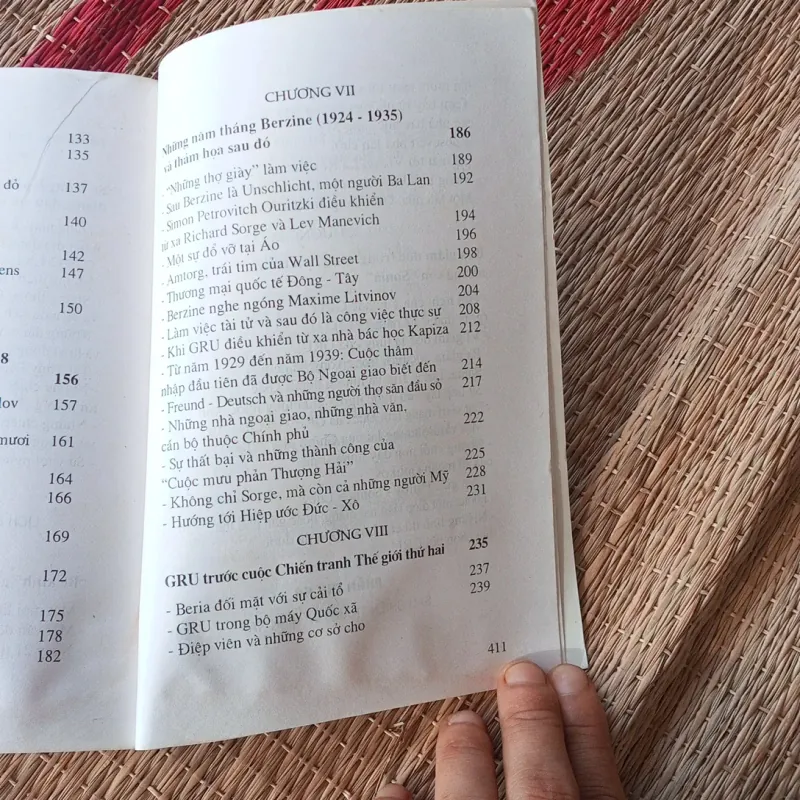 133
135
đỏ 137
140
142
ens 147
150
8
156
lov 157
mươi 161
164
166
169
172
175
178
182
CHƯƠNG VII
Những năm tháng Berzine (1924 - 1935)
và thảm họa sau đó 186
- “Những thợ giày” làm việc 189
- Sau Berzine là Unschlicht, một người Ba Lan 192
- Simon Petrovitch Ouritzki điều khiển
từ xa Richard Sorge và Lev Manevich 194
- Một sự đổ vỡ tại Áo 196
- Amtorg, trái tim của Wall Street 198
- Thương mại quốc tế Đông - Tây 200
- Berzine nghe ngóng Maxime Litvinov 204
- Làm việc tài tử và sau đó là công việc thực sự 208
- Khi GRU điều khiển từ xa nhà bác học Kapiza 212
- Từ năm 1929 đến năm 1939: Cuộc thâm
nhập đầu tiên đã được Bộ Ngoại giao biết đến 214
- Freund - Deutsch và những người thợ săn đầu sỏ 217
- Những nhà ngoại giao, những nhà văn,
cán bộ thuộc Chính phủ 222
- Sự thất bại và những thành công của
“Cuộc mưu phản Thượng Hải” 225
- Không chỉ Sorge, mà còn cả những người Mỹ 228
- Hướng tới Hiệp ước Đức - Xô 231
CHƯƠNG VIII
GRU trước cuộc Chiến tranh Thế giới thứ hai 235
- Beria đối mặt với sự cải tổ 237
- GRU trong bộ máy Quốc xã 239
- Điệp viên và những cơ sở cho
411